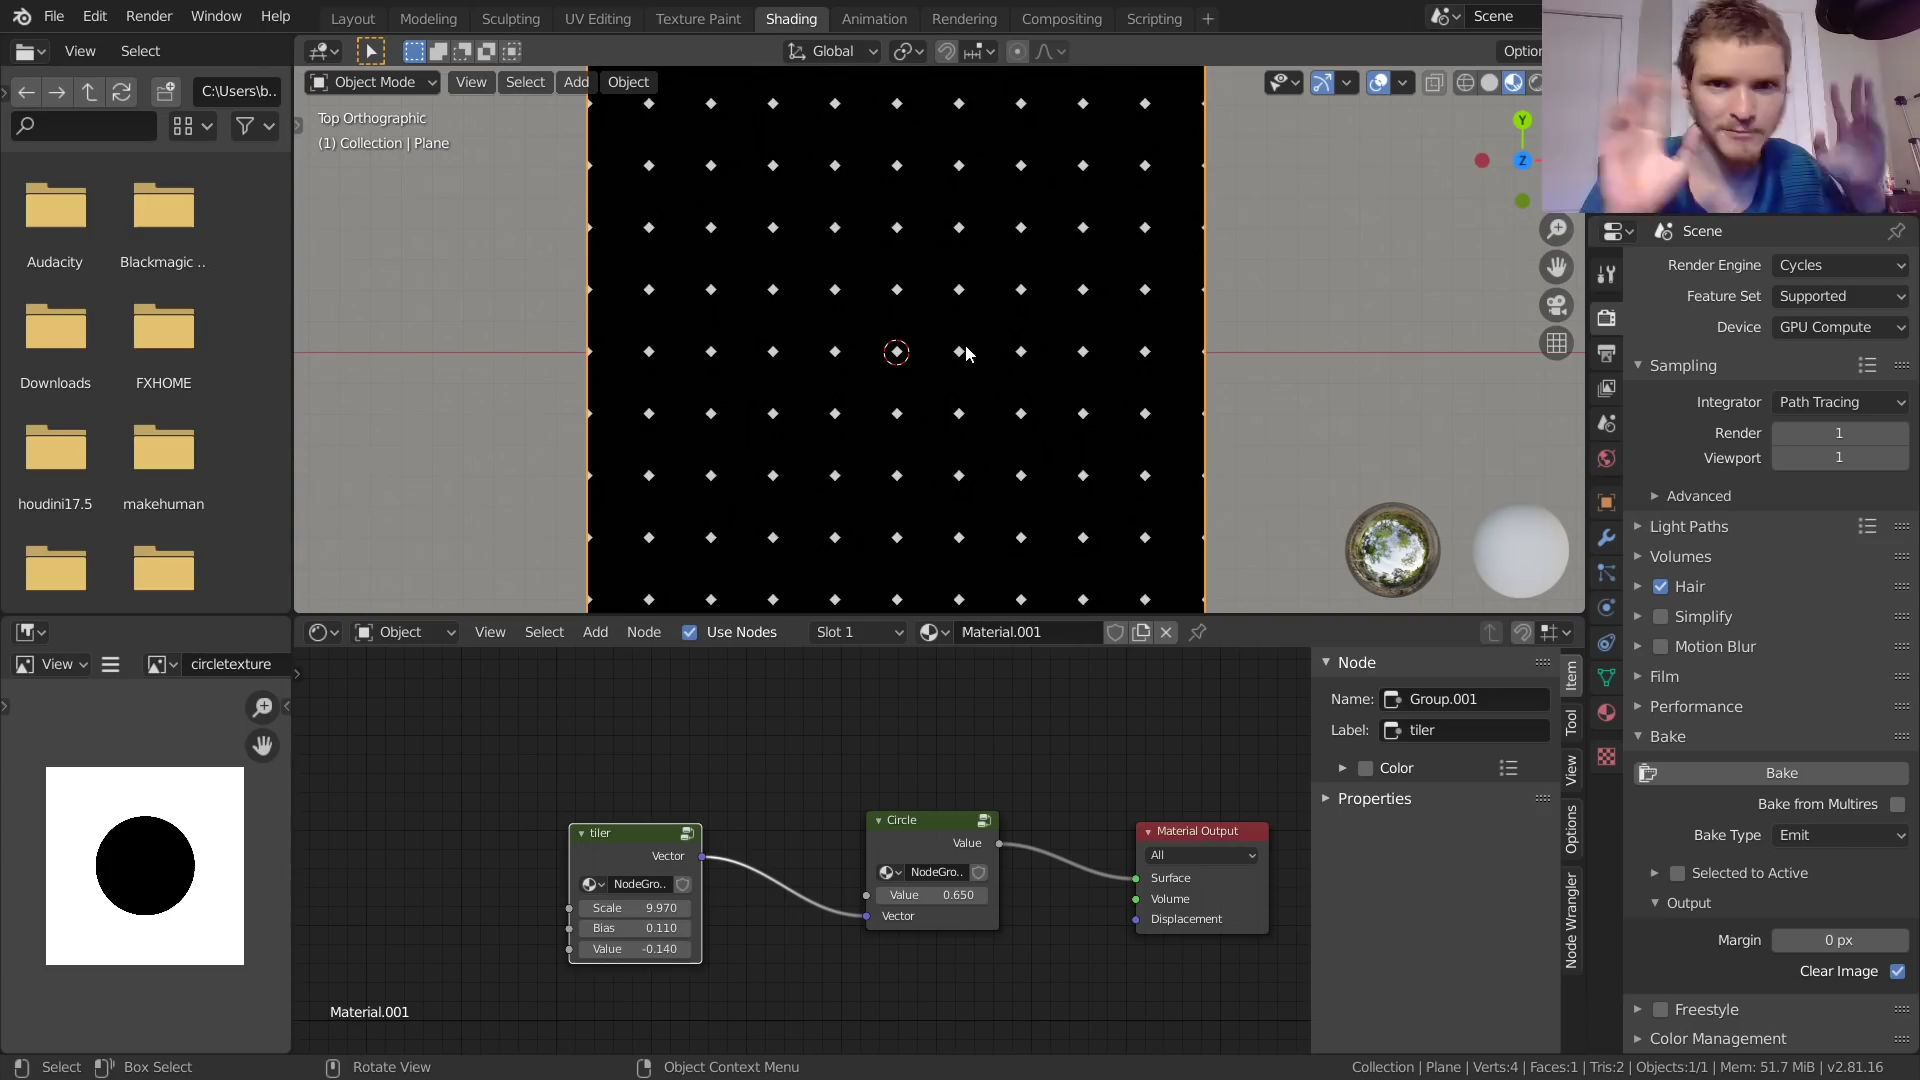 File Edit Render Window Help Layout Modeling Sculpting UV Editing Texture Paint Shading Animation Rendering Compositing Scripting + Scene
View Select Global Optior
C:\Users\b.. Object Mode View Select Add Object
Top Orthographic
(1) Collection | Plane
Y
Z
Audacity Blackmagic ..
Downloads FXHOME
houdini17.5 makehuman
Scene
Render Engine Cycles
Feature Set Supported
Device GPU Compute
Sampling
Integrator Path Tracing
Render 1
Viewport 1
Advanced
Light Paths
Volumes
Hair
Simplify
Motion Blur
Film
Performance
Bake
Bake
Bake from Multires
Bake Type Emit
Selected to Active
Output
Margin 0 px
Clear Image
Freestyle
Color Management
View circletexture
Object View Select Add Node Use Nodes Slot 1 Material.001
tiler
Vector
NodeGro..
Scale 9.970
Bias 0.110
Value -0.140
Circle
Value
NodeGro..
Value 0.650
Vector
Material Output
All
Surface
Volume
Displacement
Material.001
Node
Name: Group.001
Label: tiler
Color
Properties
Item
Tool
View
Options
Node Wrangler
Select Box Select Rotate View Object Context Menu Collection | Plane | Verts:4 | Faces:1 | Tris:2 | Objects:1/1 | Mem: 51.7 MiB | v2.81.16